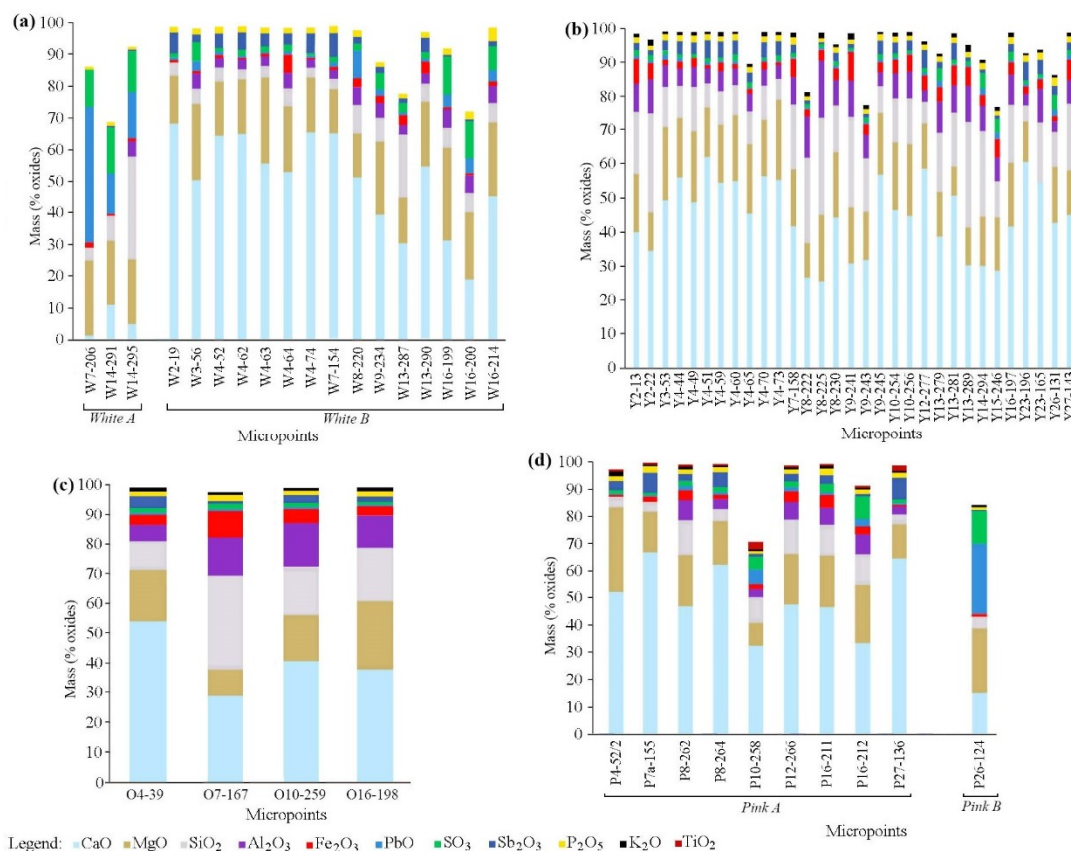 (a)
Mass (% oxides)
100
90
80
70
60
50
40
30
20
10
0
W7-206
W14-291
W14-295
W2-19
W3-56
W4-52
W4-62
W4-63
W4-64
W4-74
W7-154
W8-220
W9-234
W13-287
W13-290
W16-199
W16-200
W16-214
White A
White B
Micropoints
(b)
Mass (% oxides)
100
90
80
70
60
50
40
30
20
10
0
Y2-13
Y2-22
Y3-53
Y4-44
Y4-49
Y4-51
Y4-59
Y4-60
Y4-65
Y4-70
Y4-73
Y7-158
Y8-222
Y8-225
Y8-230
Y9-241
Y9-243
Y9-245
Y10-254
Y10-256
Y12-277
Y13-279
Y13-281
Y13-289
Y14-294
Y15-246
Y16-197
Y23-196
Y23-165
Y26-131
Y27-143
Micropoints
(c)
Mass (% oxides)
100
90
80
70
60
50
40
30
20
10
0
O4-39
O7-167
O10-259
O16-198
Micropoints
(d)
Mass (% oxides)
100
90
80
70
60
50
40
30
20
10
0
P4-52/2
P7a-155
P8-262
P8-264
P10-258
P12-266
P16-211
P16-212
P27-136
P26-124
Pink A
Pink B
Micropoints
Legend: CaO MgO SiO₂ Al₂O₃ Fe₂O₃ PbO SO₃ Sb₂O₃ P₂O₅ K₂O TiO₂